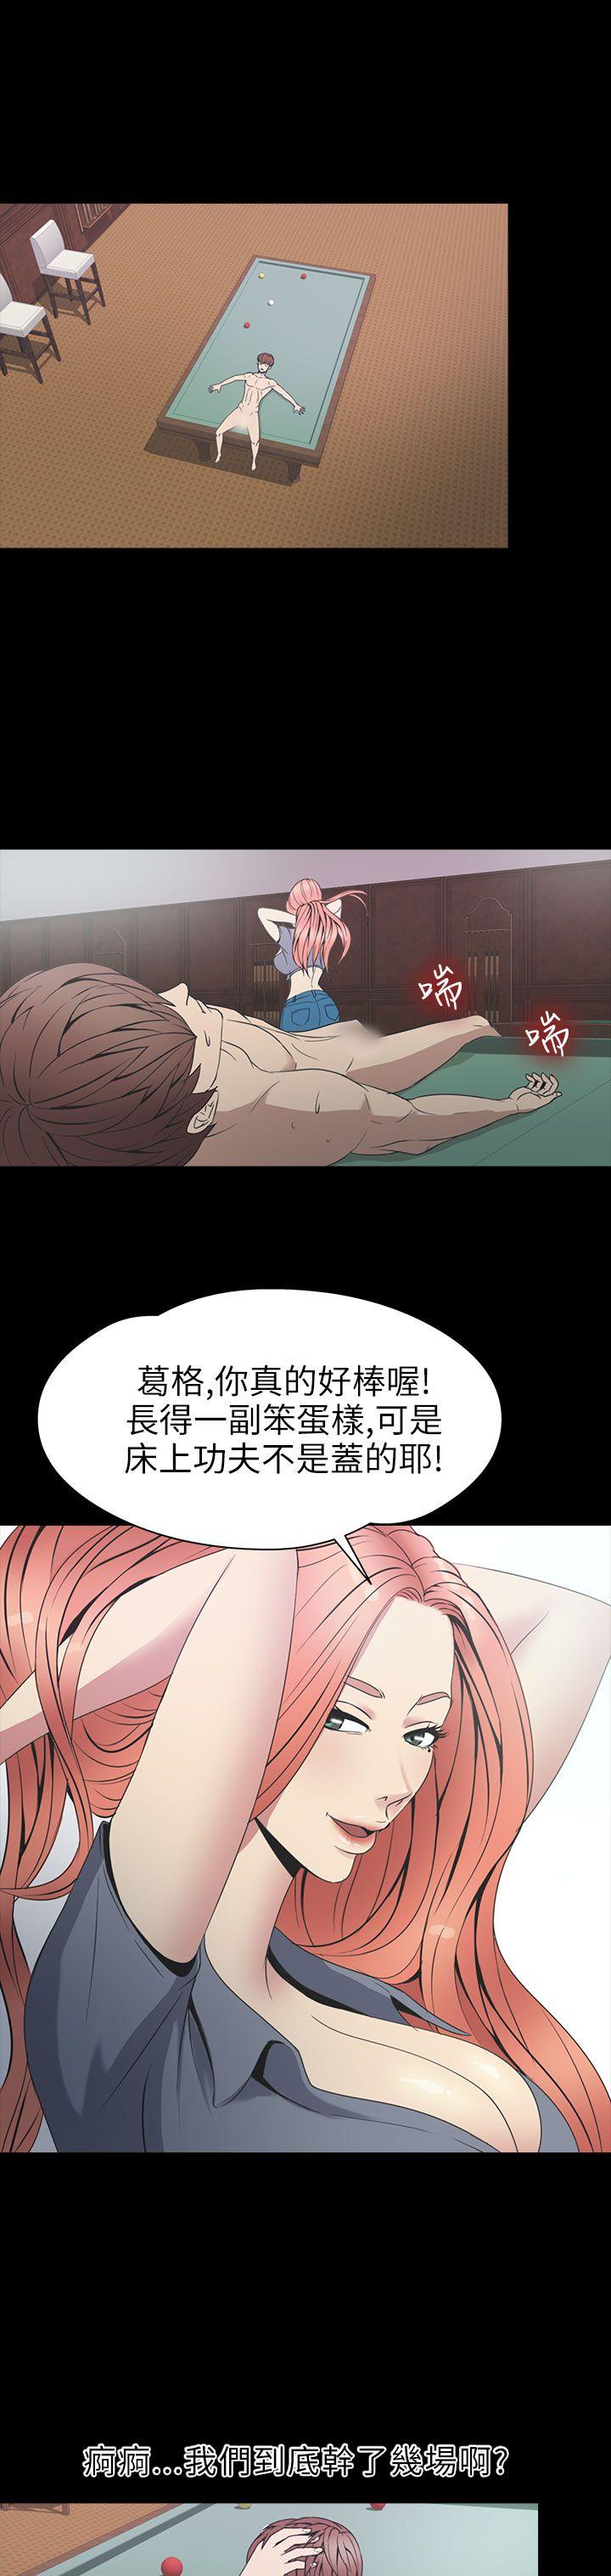 喘
喘
葛格,你真的好棒喔!
長得一副笨蛋樣,可是
床上功夫不是蓋的耶!
痾痾...我們到底幹了幾場啊?